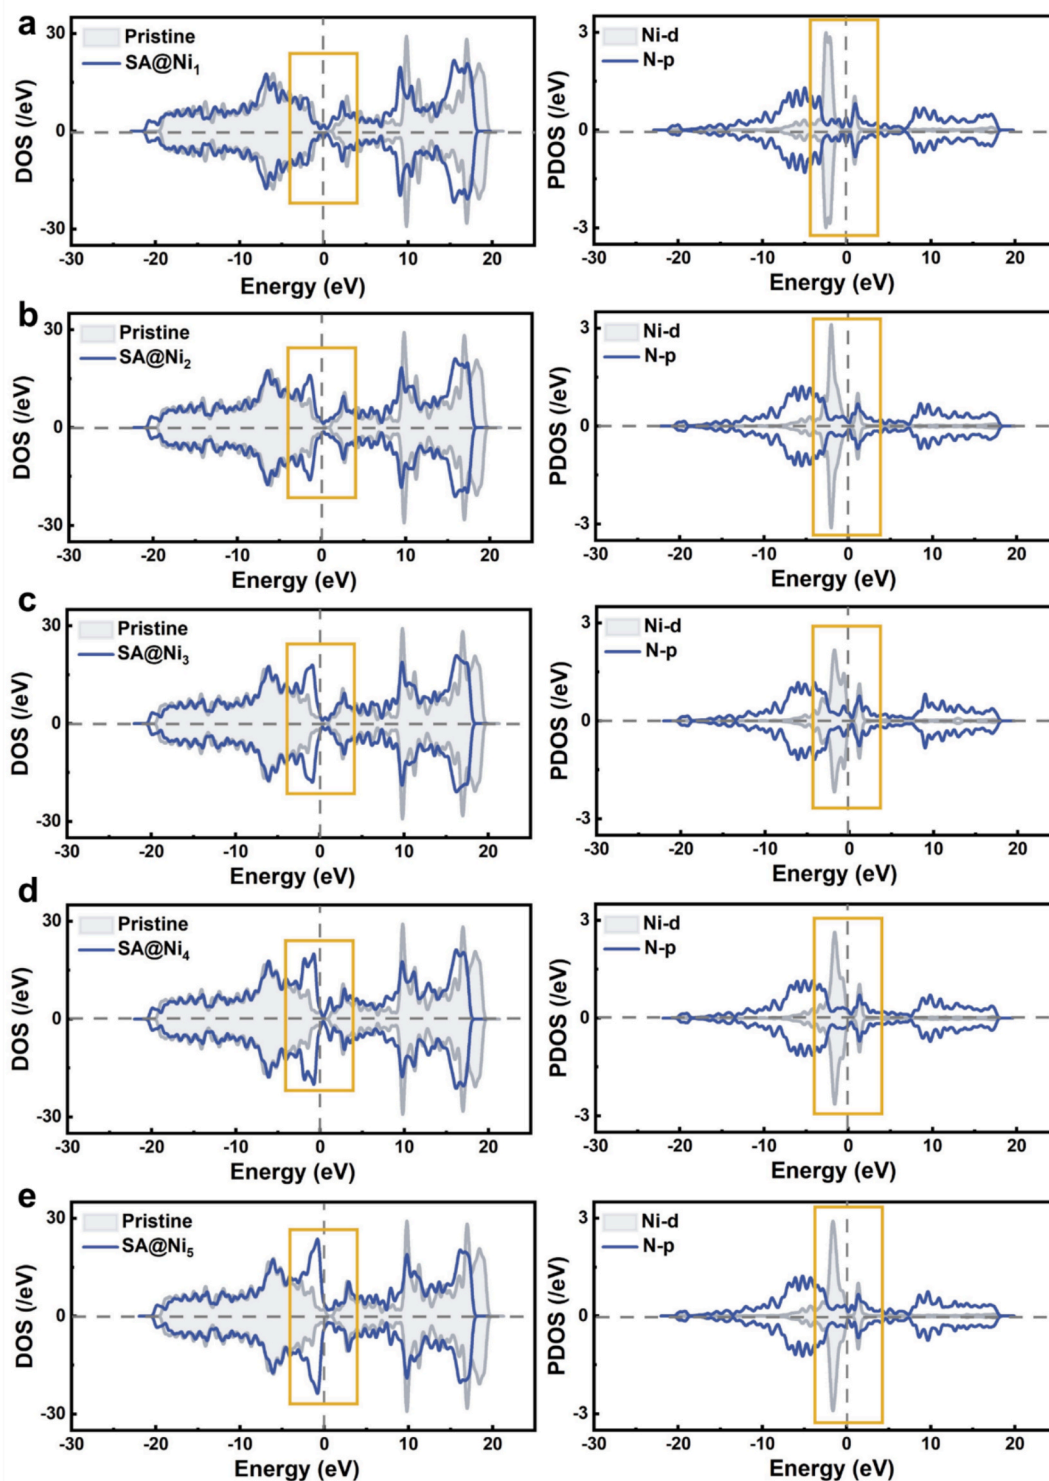 a
30
Pristine
SA@Ni1
DOS (/eV)
0
-30
-30 -20 -10 0 10 20
Energy (eV)
3
Ni-d
N-p
PDOS (/eV)
0
-3
-30 -20 -10 0 10 20
Energy (eV)
b
30
Pristine
SA@Ni2
DOS (/eV)
0
-30
-30 -20 -10 0 10 20
Energy (eV)
3
Ni-d
N-p
PDOS (/eV)
0
-3
-30 -20 -10 0 10 20
Energy (eV)
c
30
Pristine
SA@Ni3
DOS (/eV)
0
-30
-30 -20 -10 0 10 20
Energy (eV)
3
Ni-d
N-p
PDOS (/eV)
0
-3
-30 -20 -10 0 10 20
Energy (eV)
d
30
Pristine
SA@Ni4
DOS (/eV)
0
-30
-30 -20 -10 0 10 20
Energy (eV)
3
Ni-d
N-p
PDOS (/eV)
0
-3
-30 -20 -10 0 10 20
Energy (eV)
e
30
Pristine
SA@Ni5
DOS (/eV)
0
-30
-30 -20 -10 0 10 20
Energy (eV)
3
Ni-d
N-p
PDOS (/eV)
0
-3
-30 -20 -10 0 10 20
Energy (eV)